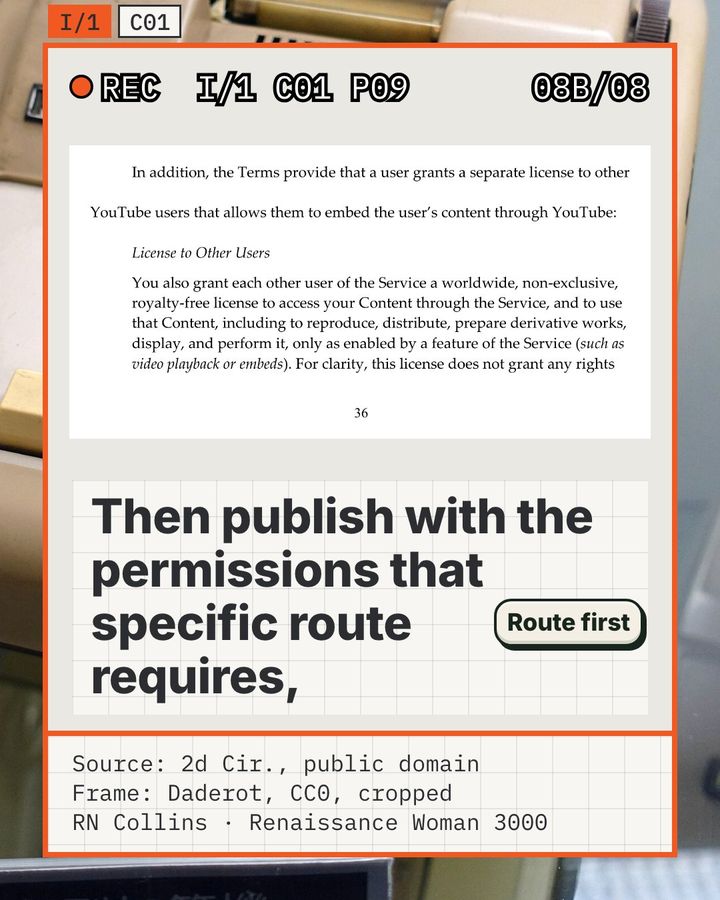 I/1 C01
REC I/1 C01 P09 08B/08
In addition, the Terms provide that a user grants a separate license to other
YouTube users that allows them to embed the user’s content through YouTube:
License to Other Users
You also grant each other user of the Service a worldwide, non-exclusive,
royalty-free license to access your Content through the Service, and to use
that Content, including to reproduce, distribute, prepare derivative works,
display, and perform it, only as enabled by a feature of the Service (such as
video playback or embeds). For clarity, this license does not grant any rights
36
Then publish with the
permissions that
specific route
requires,
Route first
Source: 2d Cir., public domain
Frame: Daderot, CC0, cropped
RN Collins · Renaissance Woman 3000